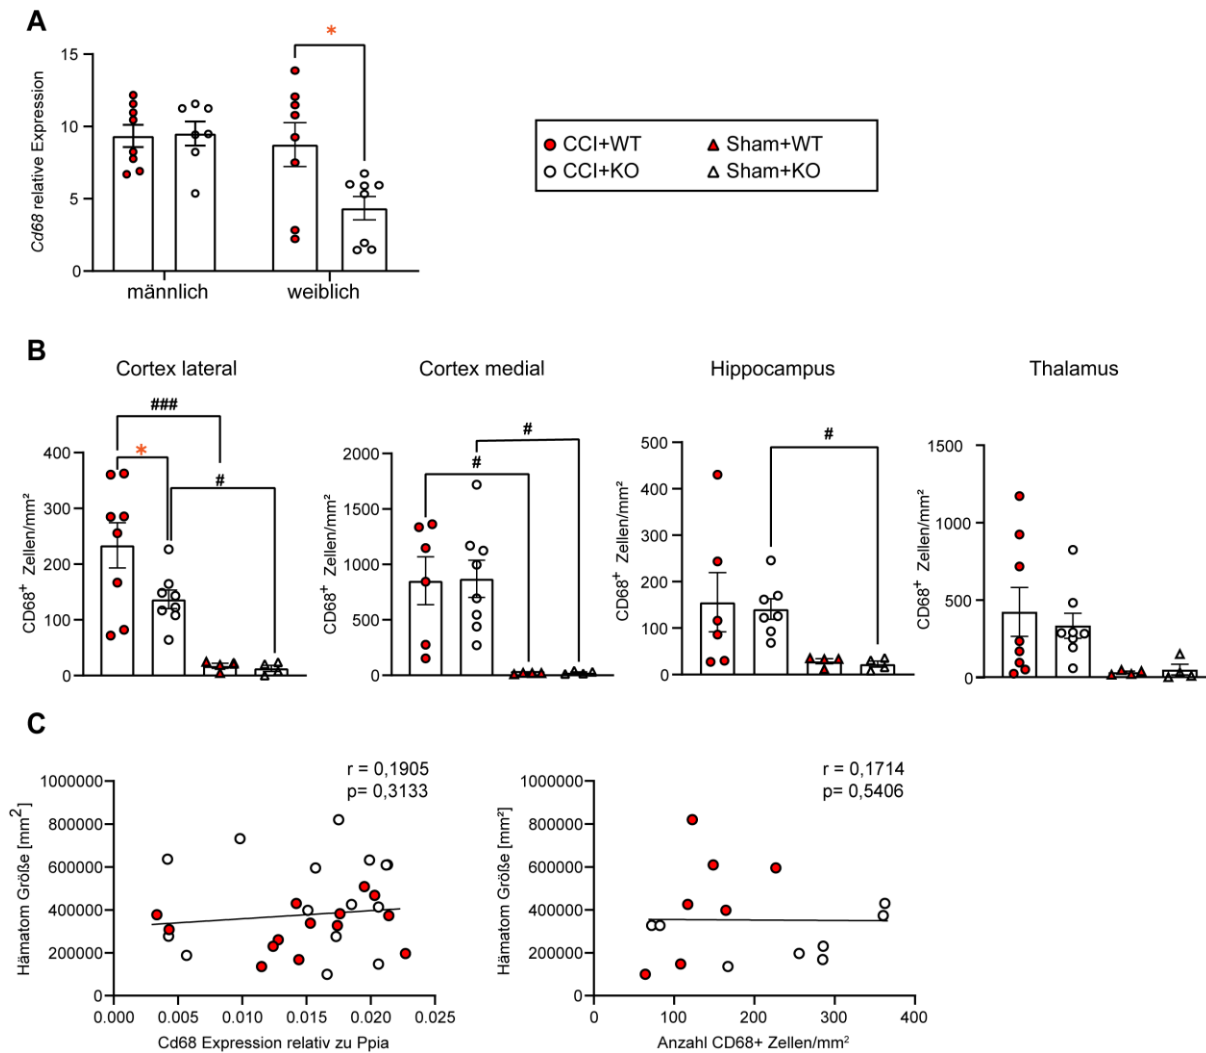 A
*
Cd68 relative Expression
15
10
5
0
männlich
weiblich
CCI+WT
Sham+WT
CCI+KO
Sham+KO
B
Cortex lateral
###
*
#
CD68⁺ Zellen/mm²
400
300
200
100
0
Cortex medial
#
#
CD68⁺ Zellen/mm²
2000
1500
1000
500
0
Hippocampus
#
CD68⁺ Zellen/mm²
500
400
300
200
100
0
Thalamus
CD68⁺ Zellen/mm²
1500
1000
500
0
C
r = 0,1905
p= 0,3133
Hämatom Größe [mm²]
1000000
800000
600000
400000
200000
0
0.000
0.005
0.010
0.015
0.020
0.025
Cd68 Expression relativ zu Ppia
r = 0,1714
p= 0,5406
Hämatom Größe [mm²]
1000000
800000
600000
400000
200000
0
0
100
200
300
400
Anzahl CD68+ Zellen/mm²